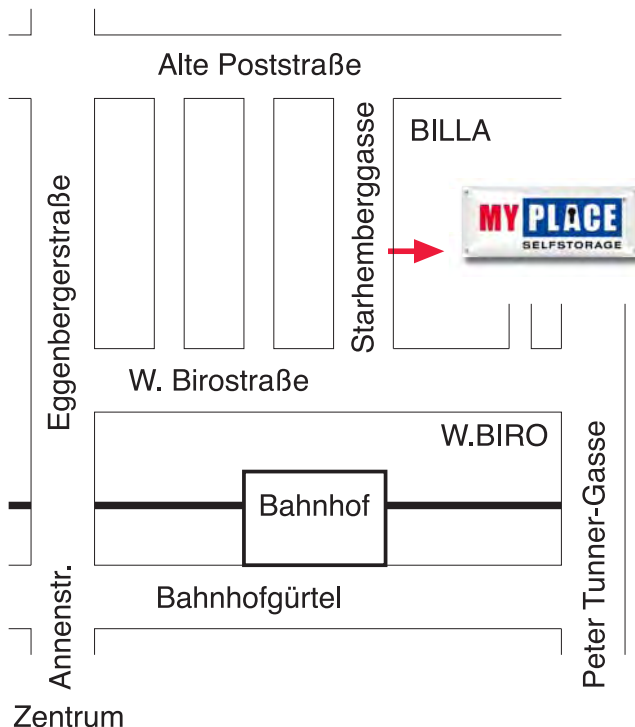 Alte Poststraße
BILLA
Eggenbergerstraße
Starhemberggasse
MY PLACE
SELFSTORAGE
W. Birostraße
W.BIRO
Bahnhof
Peter Tunner-Gasse
Annenstr.
Bahnhofgürtel
Zentrum